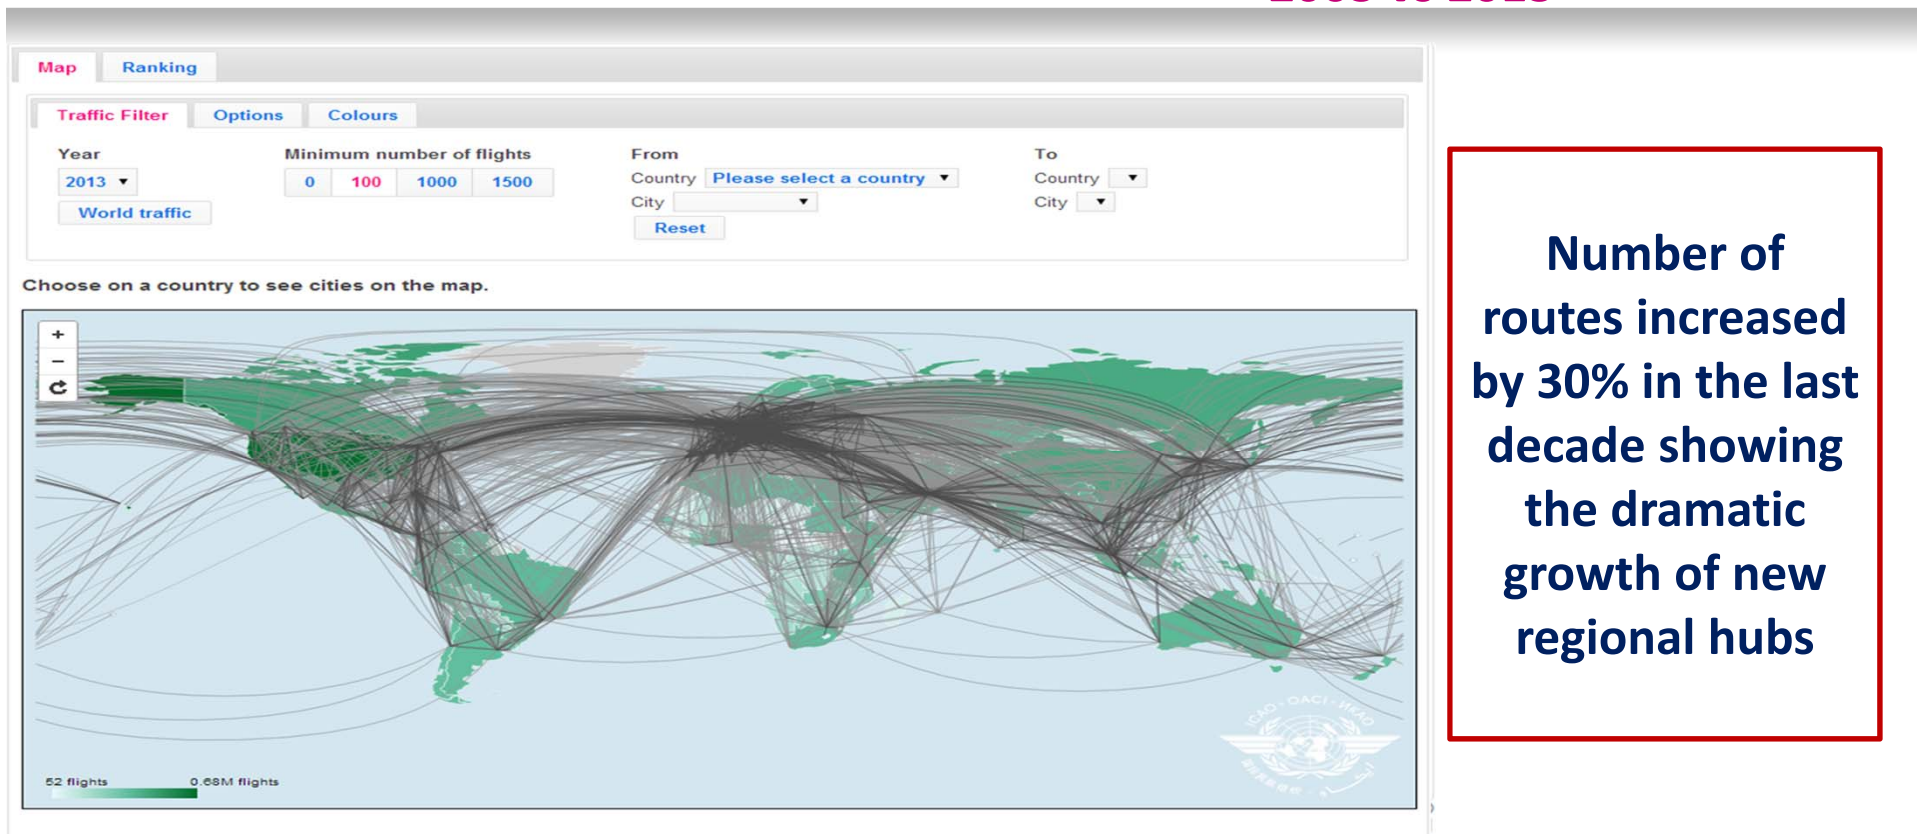 Map Ranking
Traffic Filter Options Colours
Year Minimum number of flights From To
2013 0 100 1000 1500 Country Please select a country Country
World traffic City City
Reset
Choose on a country to see cities on the map.
+
−
ICAO · OACI · ИКАО
52 flights 0.68M flights
Number of
routes increased
by 30% in the last
decade showing
the dramatic
growth of new
regional hubs